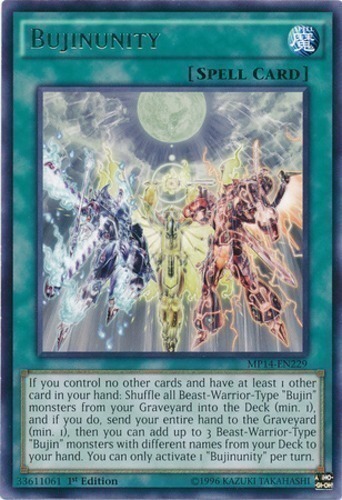 BUJINUNITY
[SPELL CARD]
MP14-EN229
If you control no other cards and have at least 1 other
card in your hand: Shuffle all Beast-Warrior-Type "Bujin"
monsters from your Graveyard into the Deck (min. 1),
and if you do, send your entire hand to the Graveyard
(min. 1), then you can add up to 3 Beast-Warrior-Type
"Bujin" monsters with different names from your Deck to
your hand. You can only activate 1 "Bujinunity" per turn.
33611061 1st Edition ©1996 KAZUKI TAKAHASHI